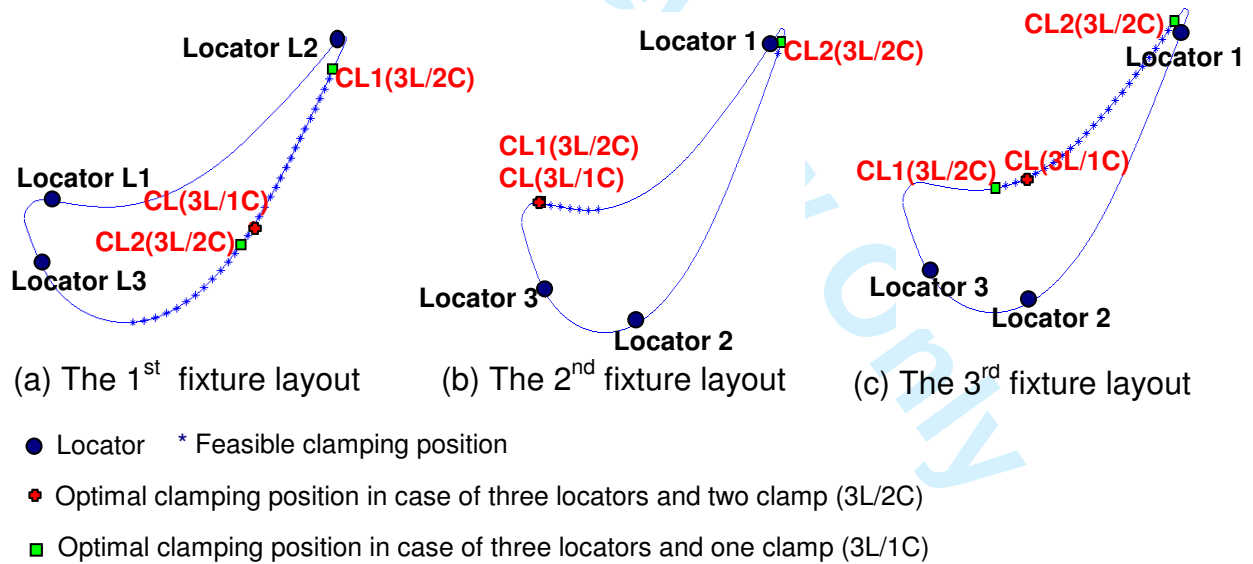 Locator L2
CL1(3L/2C)
Locator L1
CL(3L/1C)
CL2(3L/2C)
Locator L3
(a) The 1st fixture layout
Locator 1
CL2(3L/2C)
CL1(3L/2C)
CL(3L/1C)
Locator 3
Locator 2
(b) The 2nd fixture layout
CL2(3L/2C)
Locator 1
CL1(3L/2C)
CL(3L/1C)
Locator 3
Locator 2
(c) The 3rd fixture layout
Locator * Feasible clamping position
Optimal clamping position in case of three locators and two clamp (3L/2C)
Optimal clamping position in case of three locators and one clamp (3L/1C)
Only